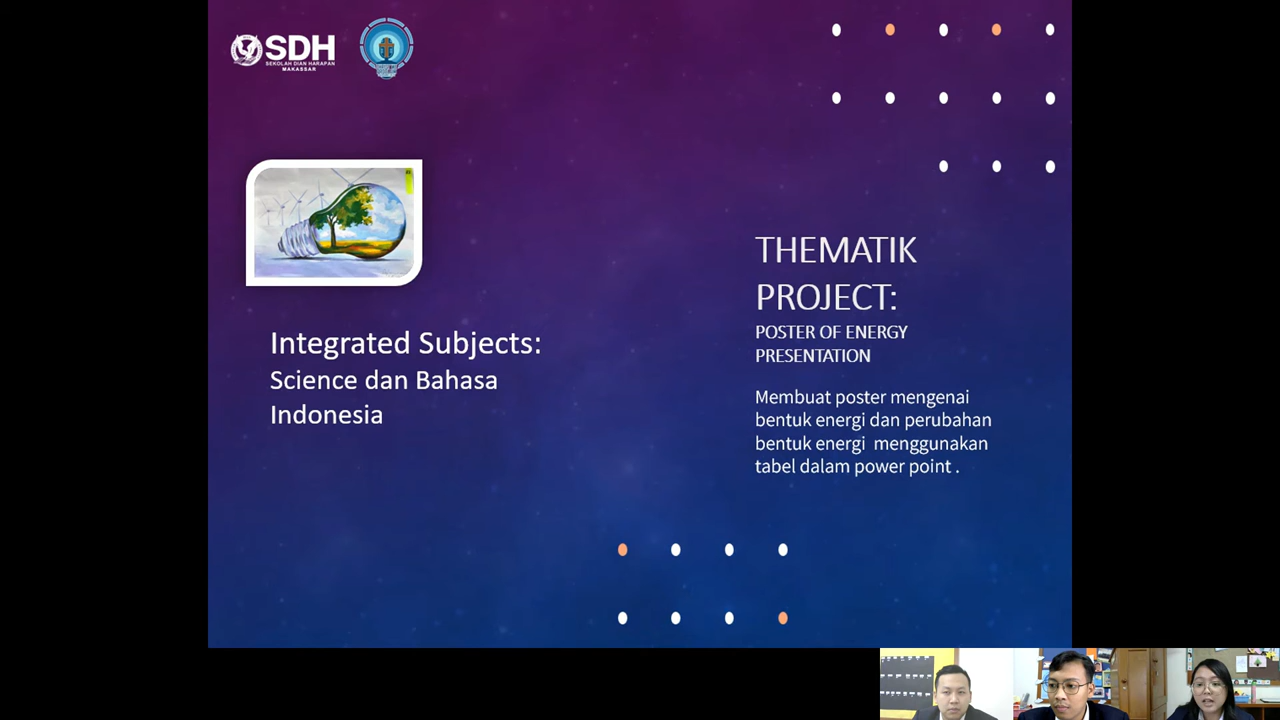 SDH
SEKOLAH DIAN HARAPAN
MAKASSAR
Integrated Subjects:
Science dan Bahasa
Indonesia
THEMATIK
PROJECT:
POSTER OF ENERGY
PRESENTATION
Membuat poster mengenai
bentuk energi dan perubahan
bentuk energi menggunakan
tabel dalam power point .